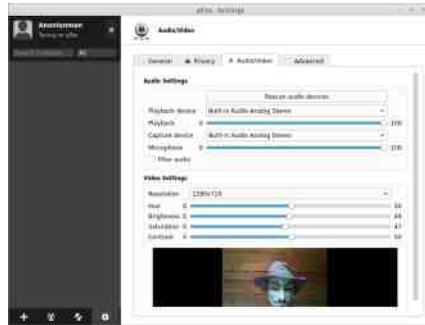 qTox - Settings
Anonismean
Toxing on qTox
All
Audio/Video
General
Privacy
Audio/Video
Advanced
Audio Settings
Rescan audio devices
Playback device
Built-in Audio Analog Stereo
Playback
0
100
Capture device
Built-in Audio Analog Stereo
Microphone
0
100
Filter audio
Video Settings
Resolution
1280x720
Hue
0
50
Brightness
0
49
Saturation
0
47
Contrast
0
50